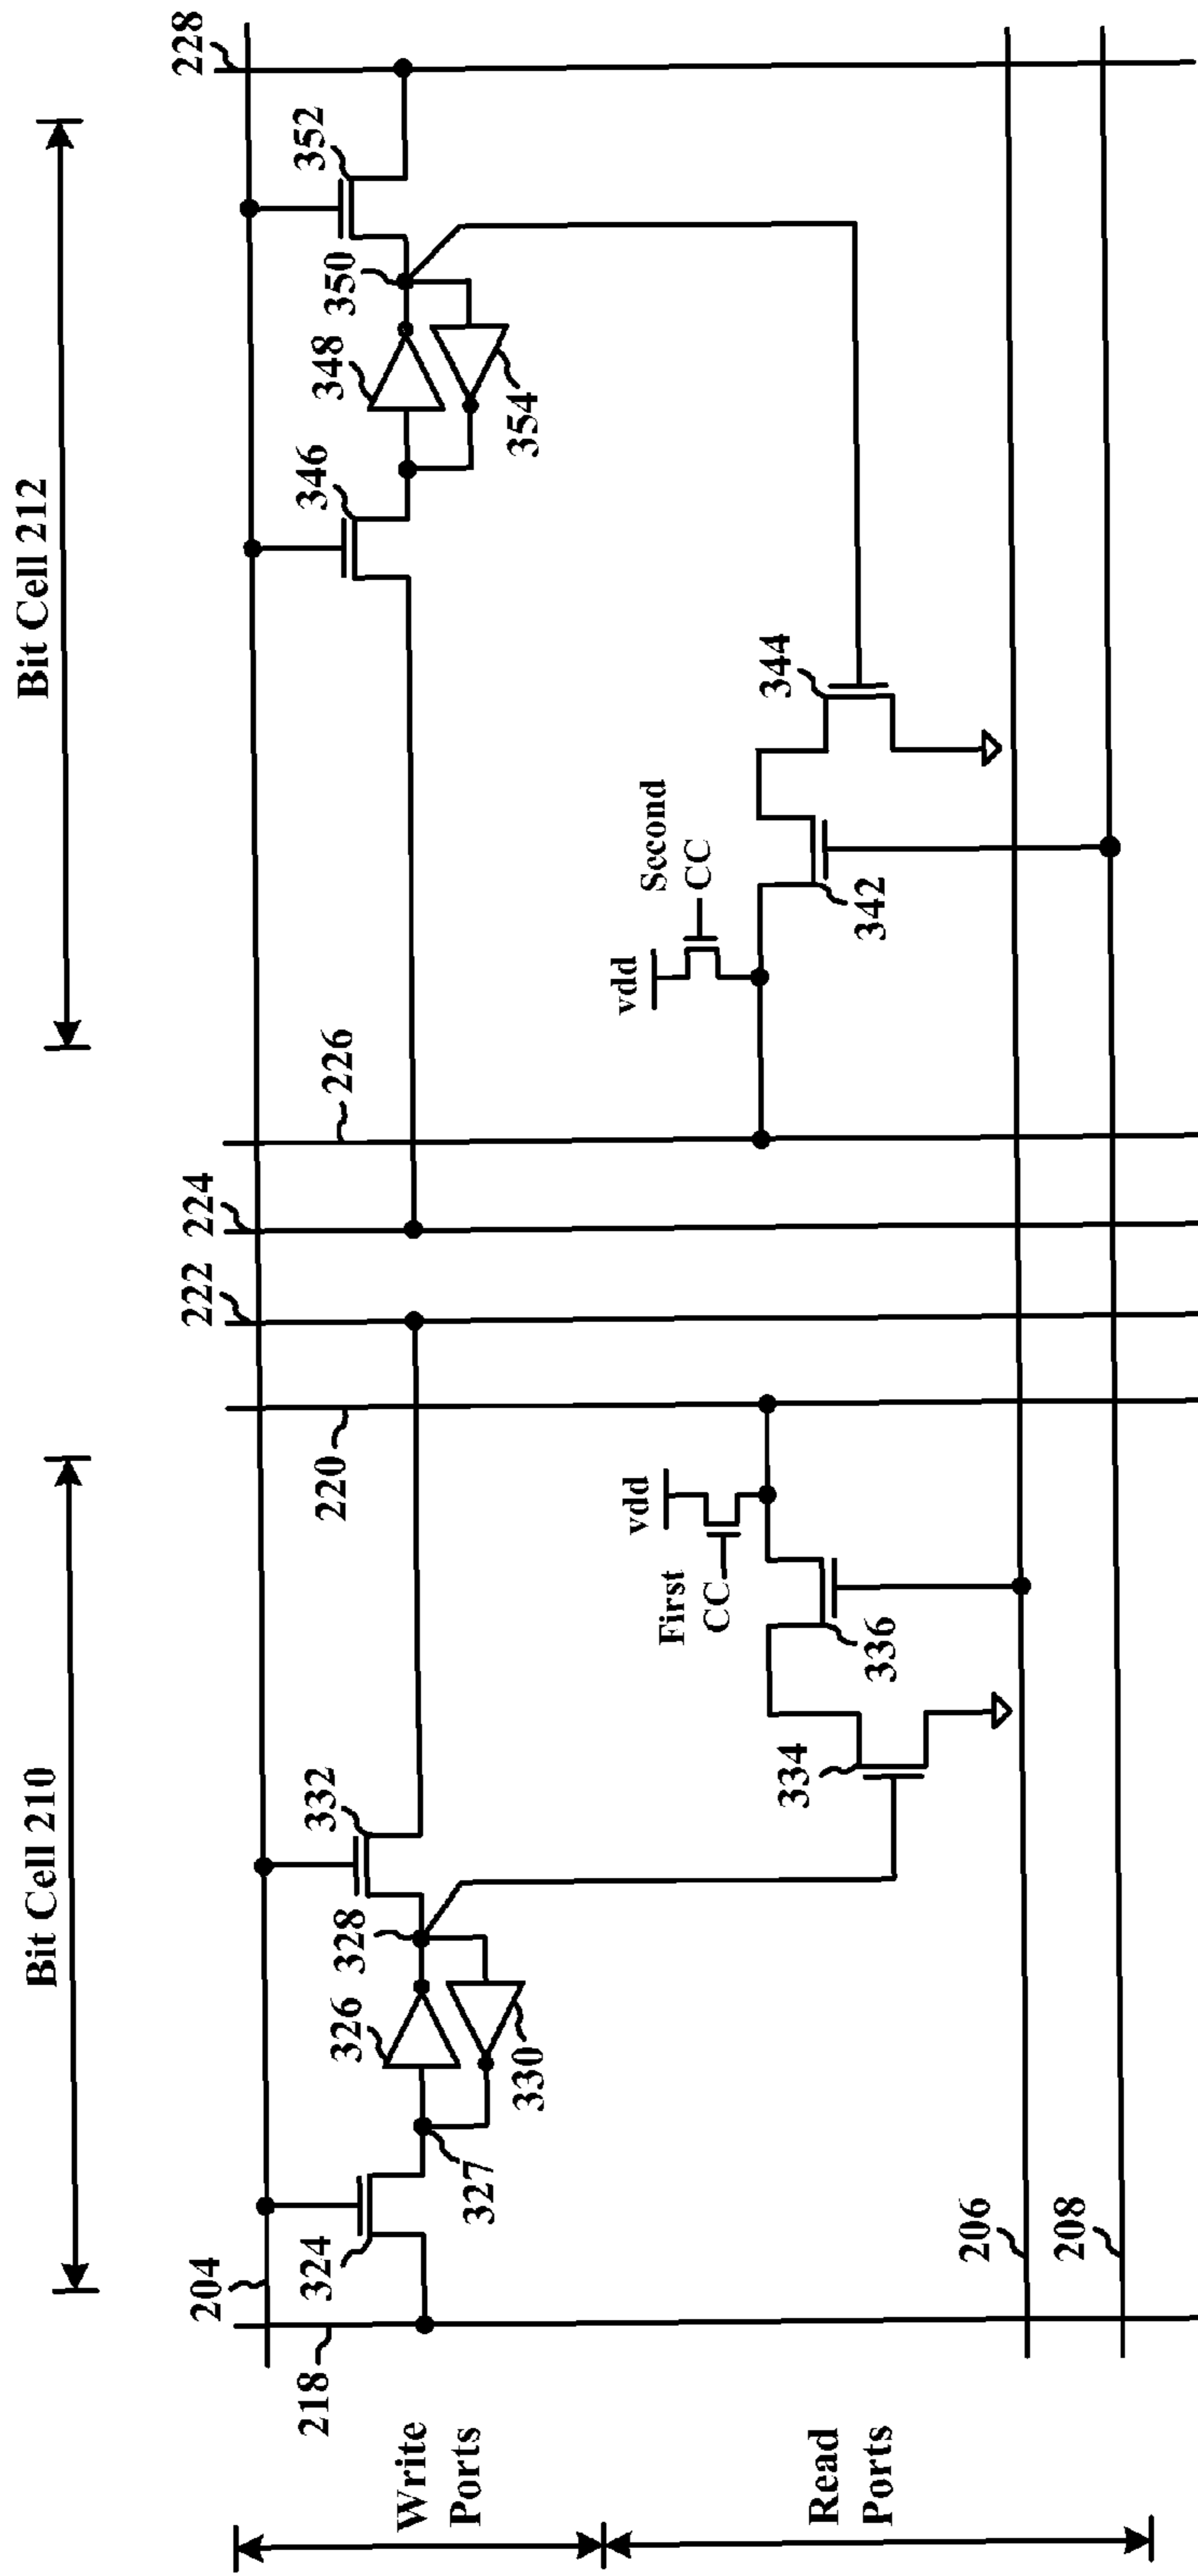 Bit Cell 210
Bit Cell 212
204
218
324
327
326
328
330
332
222
224
226
220
346
348
350
352
354
228
Write
Ports
Read
Ports
First
CC
vdd
vdd
Second
CC
334
336
342
344
206
208